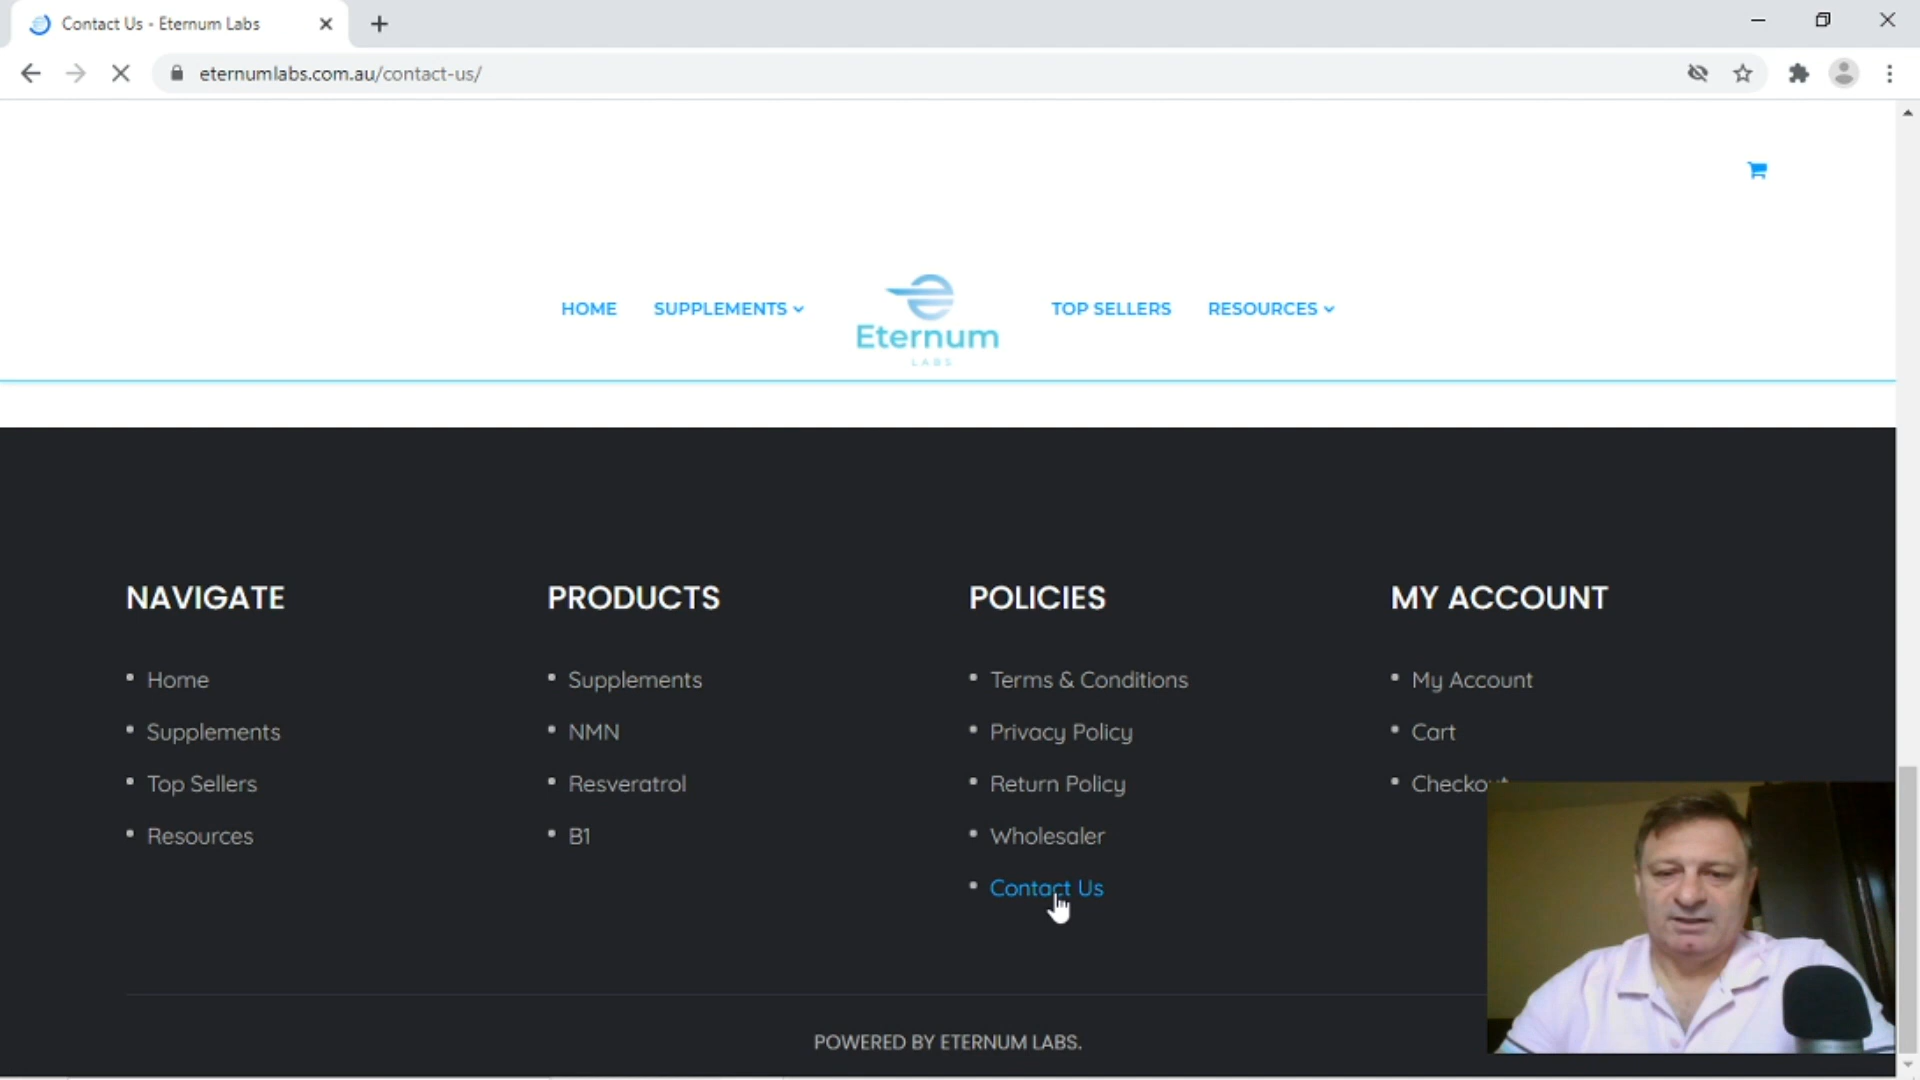 Contact Us - Eternum Labs
eternumlabs.com.au/contact-us/
HOME SUPPLEMENTS TOP SELLERS RESOURCES
Eternum
LABS
NAVIGATE PRODUCTS POLICIES MY ACCOUNT
Home Supplements Terms & Conditions My Account
Supplements NMN Privacy Policy Cart
Top Sellers Resveratrol Return Policy Checkout
Resources B1 Wholesaler
Contact Us
POWERED BY ETERNUM LABS.